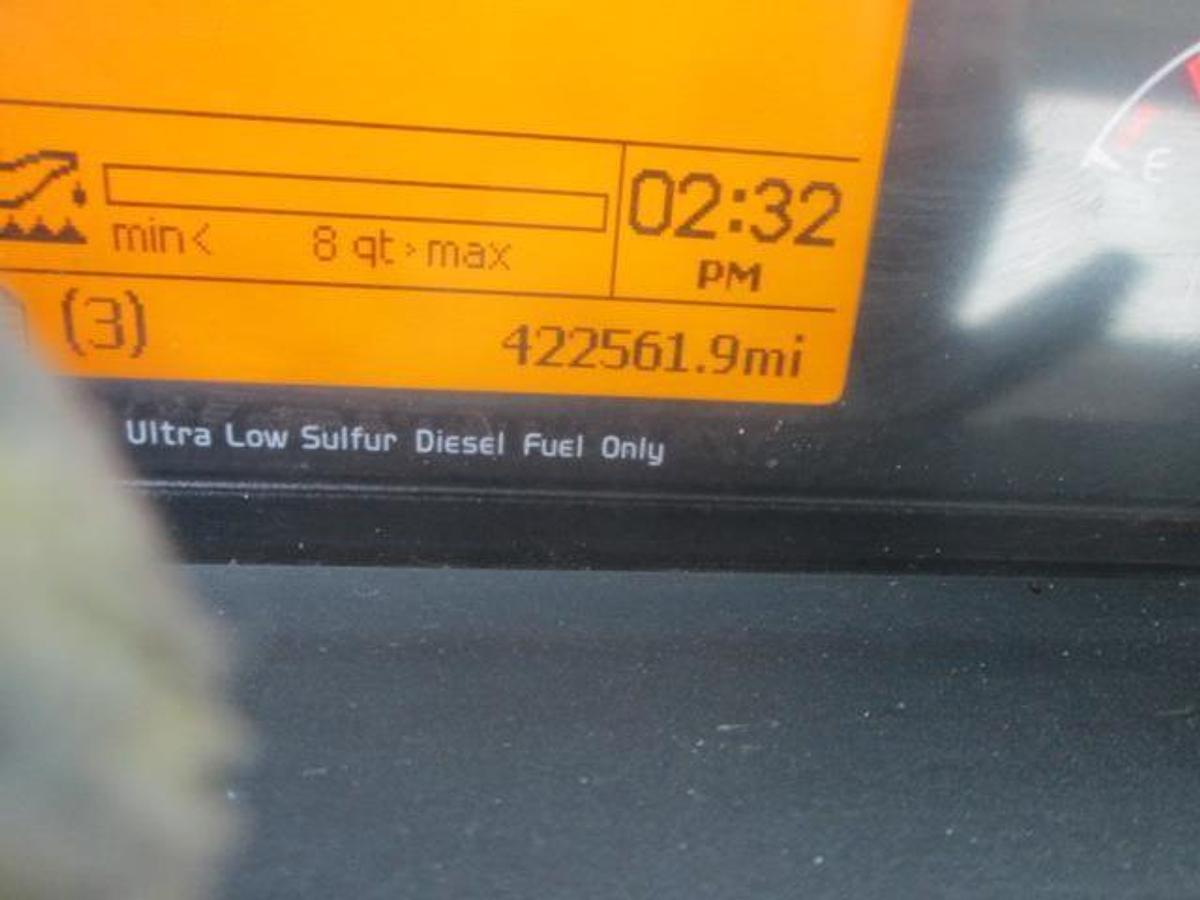 02:32
min< 8 qt > max
PM
(3) 422561.9mi
E
Ultra Low Sulfur Diesel Fuel Only